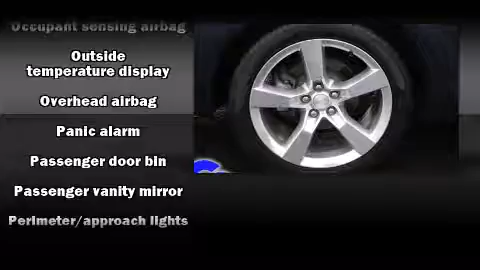 Occupant sensing airbag
Outside
temperature display
Overhead airbag
Panic alarm
Passenger door bin
Passenger vanity mirror
Perimeter/approach lights